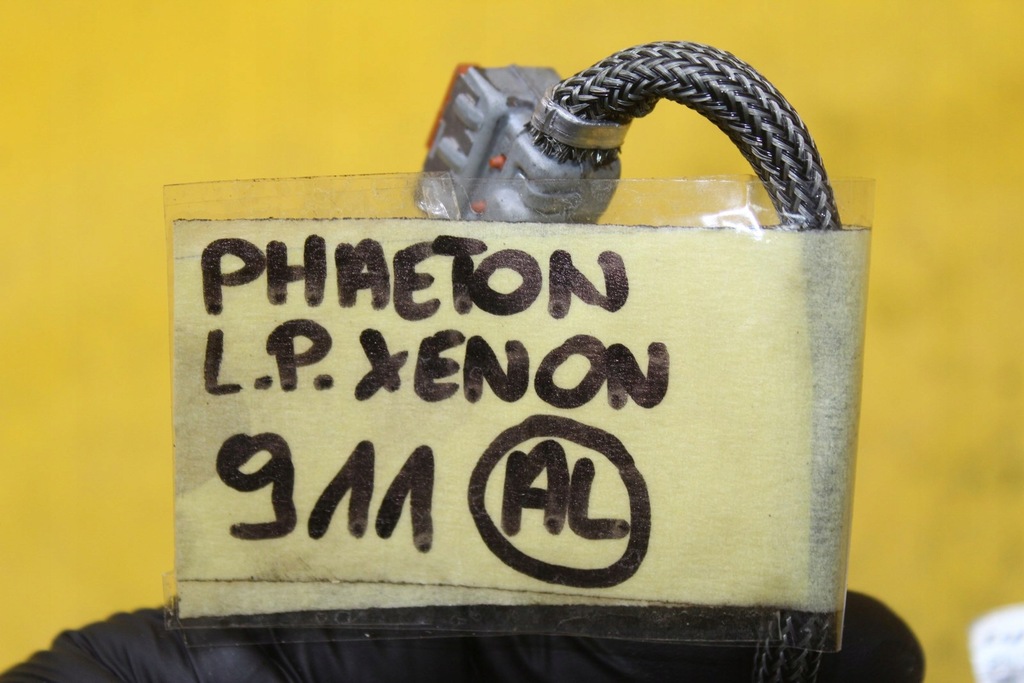 PHAETON
L.P. XENON
911 AL